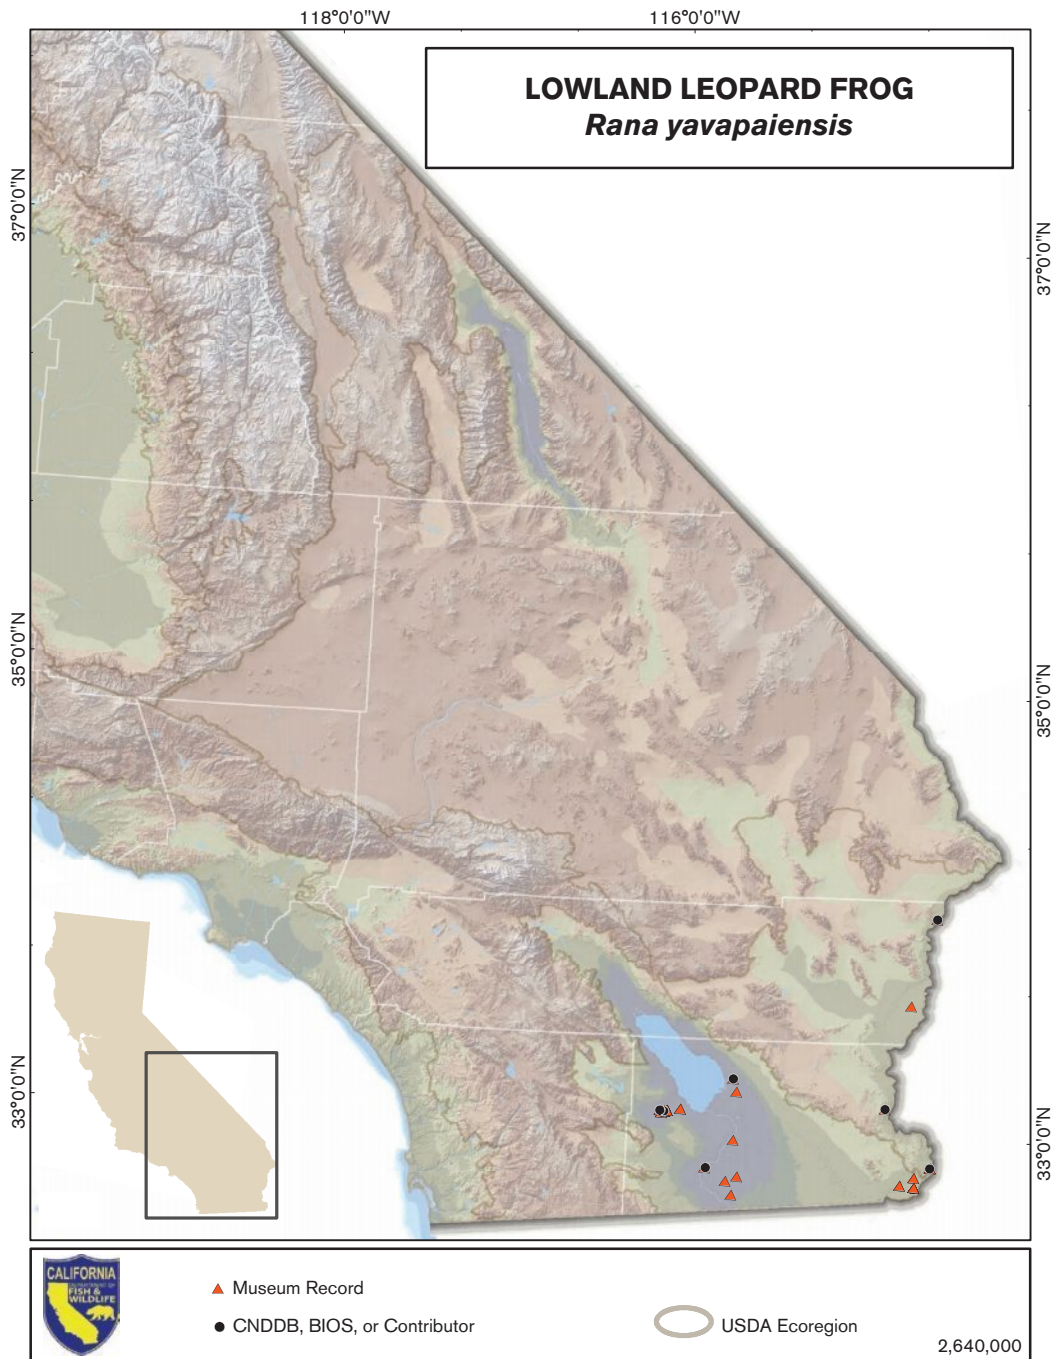 118°0'0"W
116°0'0"W
LOWLAND LEOPARD FROG
Rana yavapaiensis
37°0'0"N
37°0'0"N
35°0'0"N
35°0'0"N
33°0'0"N
33°0'0"N
CALIFORNIA
DEPARTMENT OF
FISH &
WILDLIFE
Museum Record
CNDDB, BIOS, or Contributor
USDA Ecoregion
2,640,000